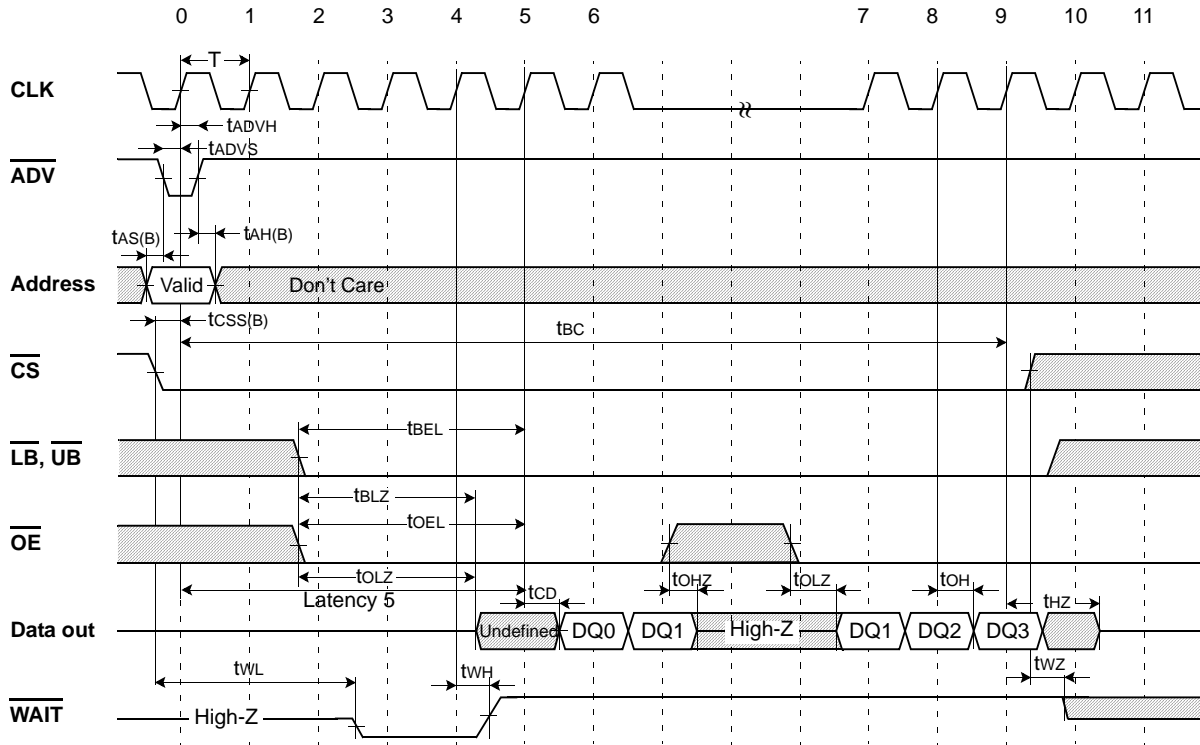 0 1 2 3 4 5 6 7 8 9 10 11
T
CLK
tADVH
tADVS
ADV
tAS(B) tAH(B)
Address Valid Don't Care
tCSS(B)
tBC
CS
tBEL
LB, UB
tBLZ
tOEL
OE
tOLZ tOHZ tOLZ tOH
Latency 5 tCD tHZ
Data out Undefined DQ0 DQ1 High-Z DQ1 DQ2 DQ3
tWL tWH tWZ
WAIT High-Z